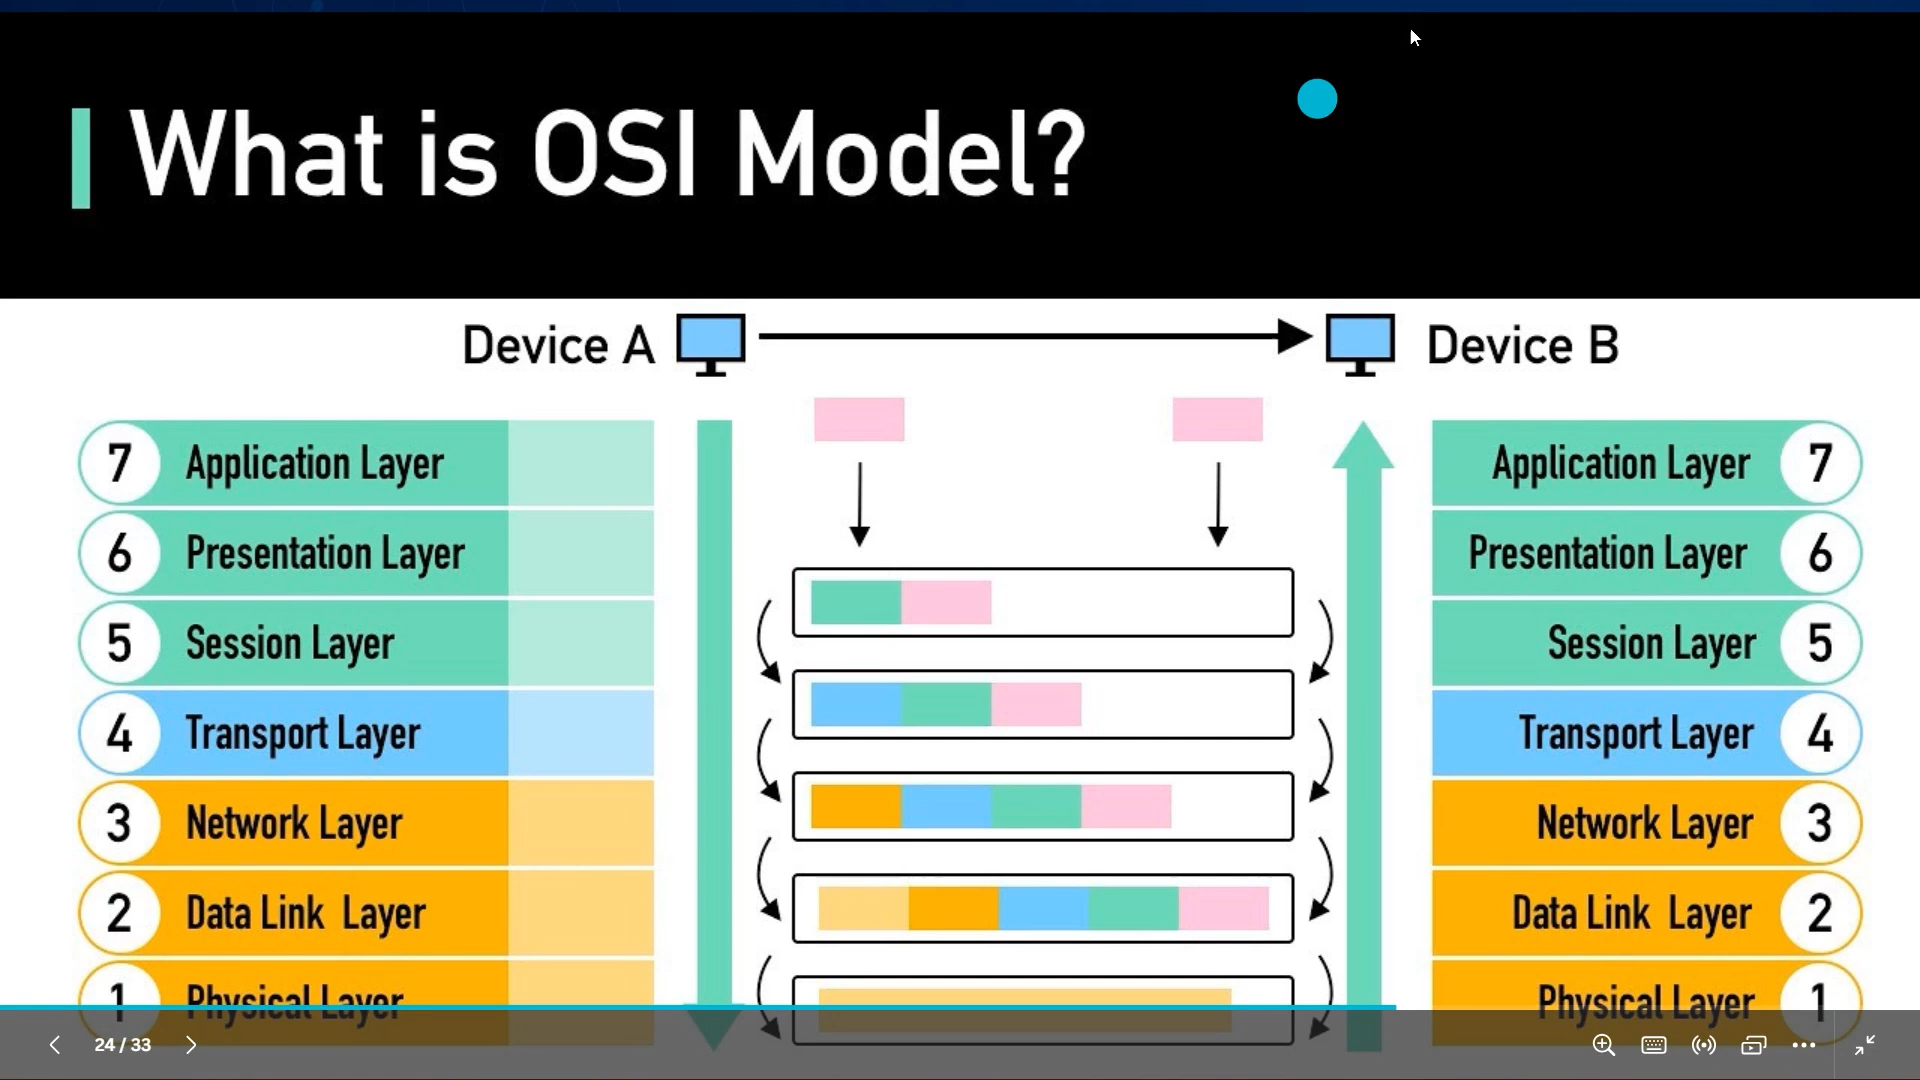 What is OSI Model?
Device A
Device B
7 Application Layer
6 Presentation Layer
5 Session Layer
4 Transport Layer
3 Network Layer
2 Data Link Layer
1 Physical Layer
Application Layer 7
Presentation Layer 6
Session Layer 5
Transport Layer 4
Network Layer 3
Data Link Layer 2
Physical Layer 1
24 / 33